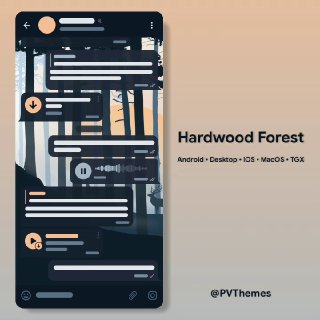 Hardwood Forest
Android • Desktop • IOS • MacOS • TGX
@PVThemes